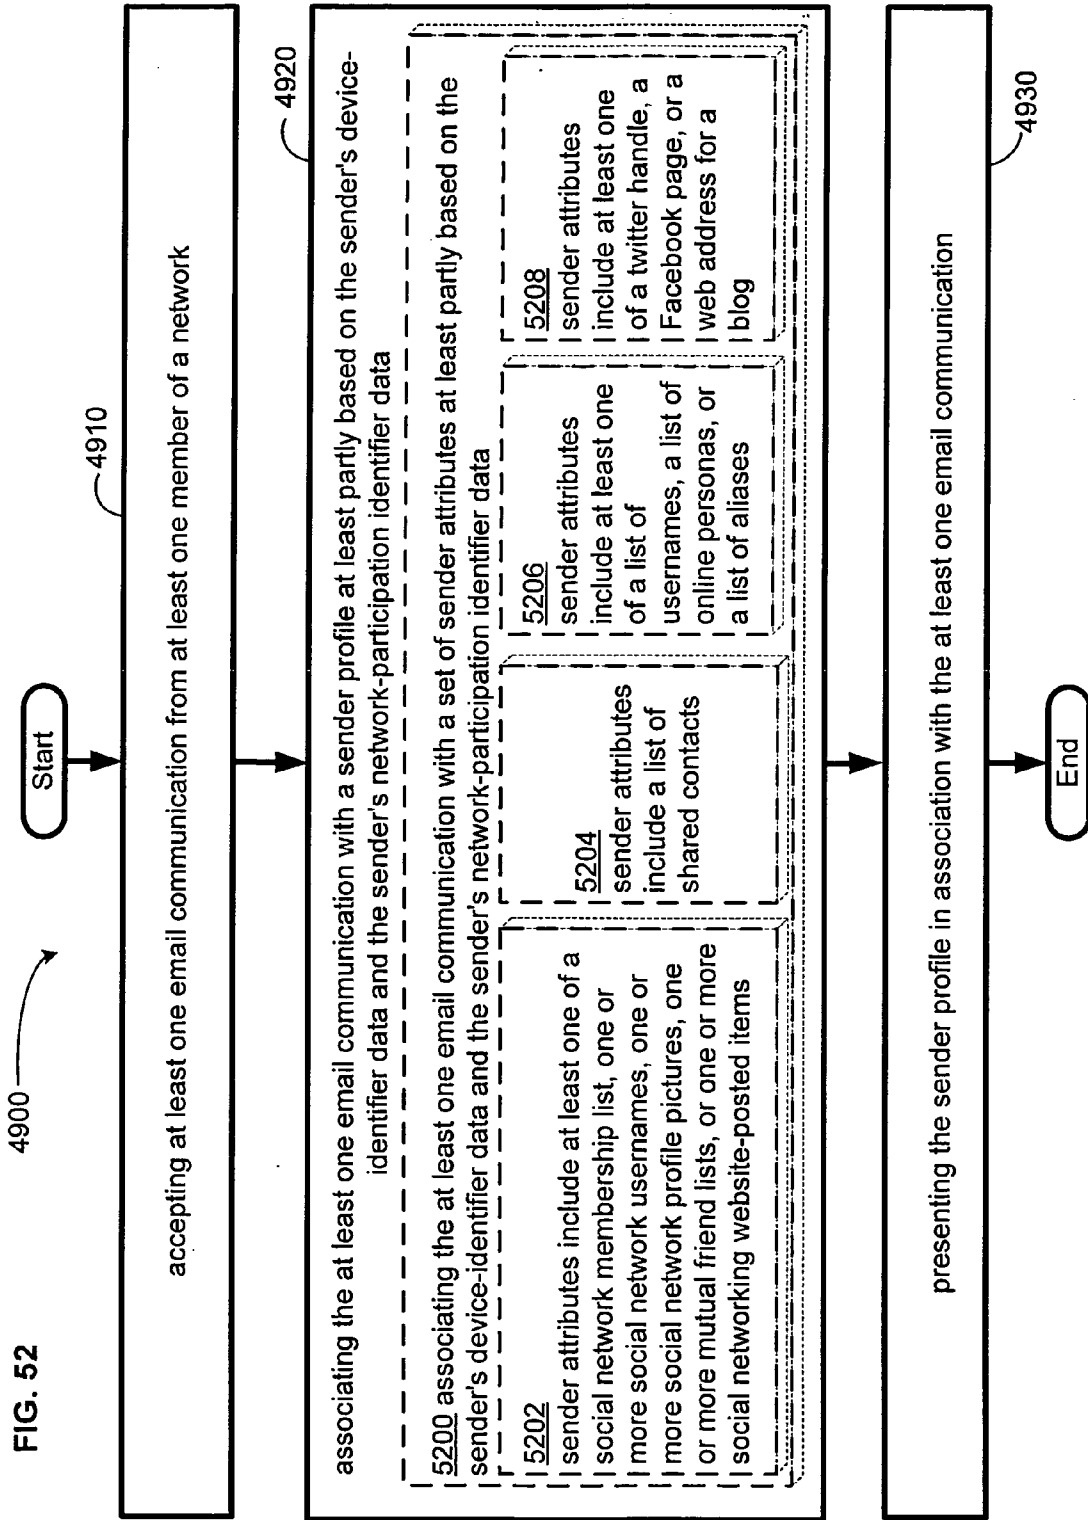 FIG. 52
4900
Start
4910
accepting at least one email communication from at least one member of a network
4920
associating the at least one email communication with a sender profile at least partly based on the sender's device-
identifier data and the sender's network-participation identifier data
5200 associating the at least one email communication with a set of sender attributes at least partly based on the
sender's device-identifier data and the sender's network-participation identifier data
5202
sender attributes include at least one of a
social network membership list, one or
more social network usernames, one or
more social network profile pictures, one
or more mutual friend lists, or one or more
social networking website-posted items
5204
sender attributes
include a list of
shared contacts
5206
sender attributes
include at least one
of a list of
usernames, a list of
online personas, or
a list of aliases
5208
sender attributes
include at least one
of a twitter handle, a
Facebook page, or a
web address for a
blog
4930
presenting the sender profile in association with the at least one email communication
End